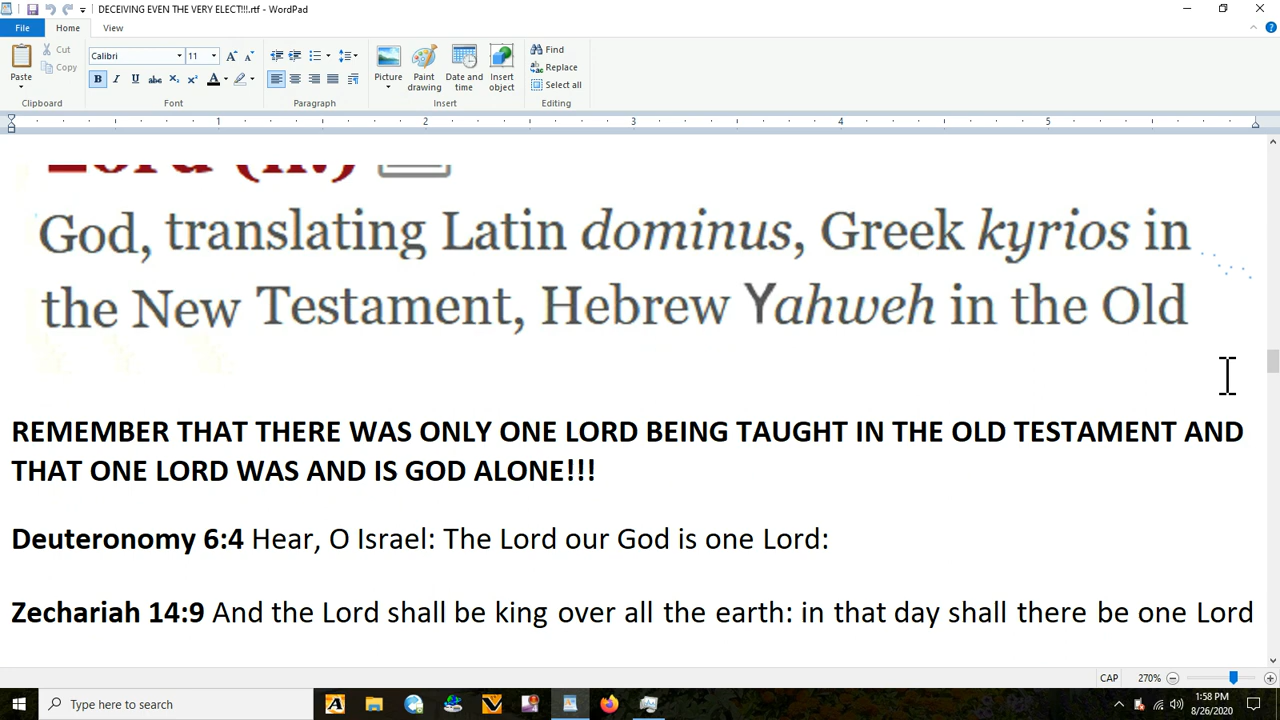 DECEIVING EVEN THE VERY ELECT!!!.rtf - WordPad
File Home View
Paste
Cut
Copy
Clipboard
Calibri 11
Font
Paragraph
Picture
Paint drawing
Date and time
Insert object
Insert
Find
Replace
Select all
Editing
1 2 3 4 5
Lord (n.)
God, translating Latin dominus, Greek kyrios in
the New Testament, Hebrew Yahweh in the Old
REMEMBER THAT THERE WAS ONLY ONE LORD BEING TAUGHT IN THE OLD TESTAMENT AND
THAT ONE LORD WAS AND IS GOD ALONE!!!
Deuteronomy 6:4 Hear, O Israel: The Lord our God is one Lord:
Zechariah 14:9 And the Lord shall be king over all the earth: in that day shall there be one Lord
CAP 270%
Type here to search
1:58 PM
8/26/2020